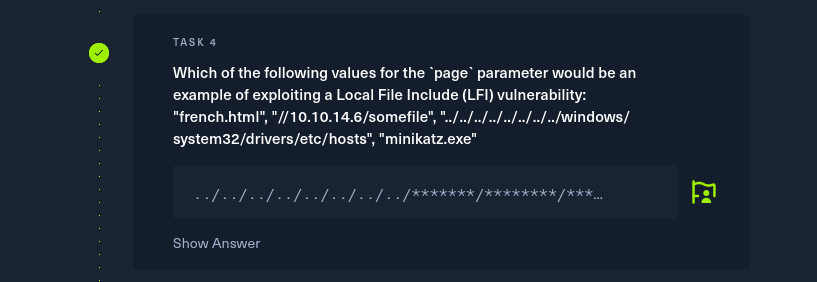 TASK 4
Which of the following values for the `page` parameter would be an
example of exploiting a Local File Include (LFI) vulnerability:
"french.html", "//10.10.14.6/somefile", "../../../../../../../../windows/
system32/drivers/etc/hosts", "minikatz.exe"
../../../../../../../../*******/********/***…
Show Answer